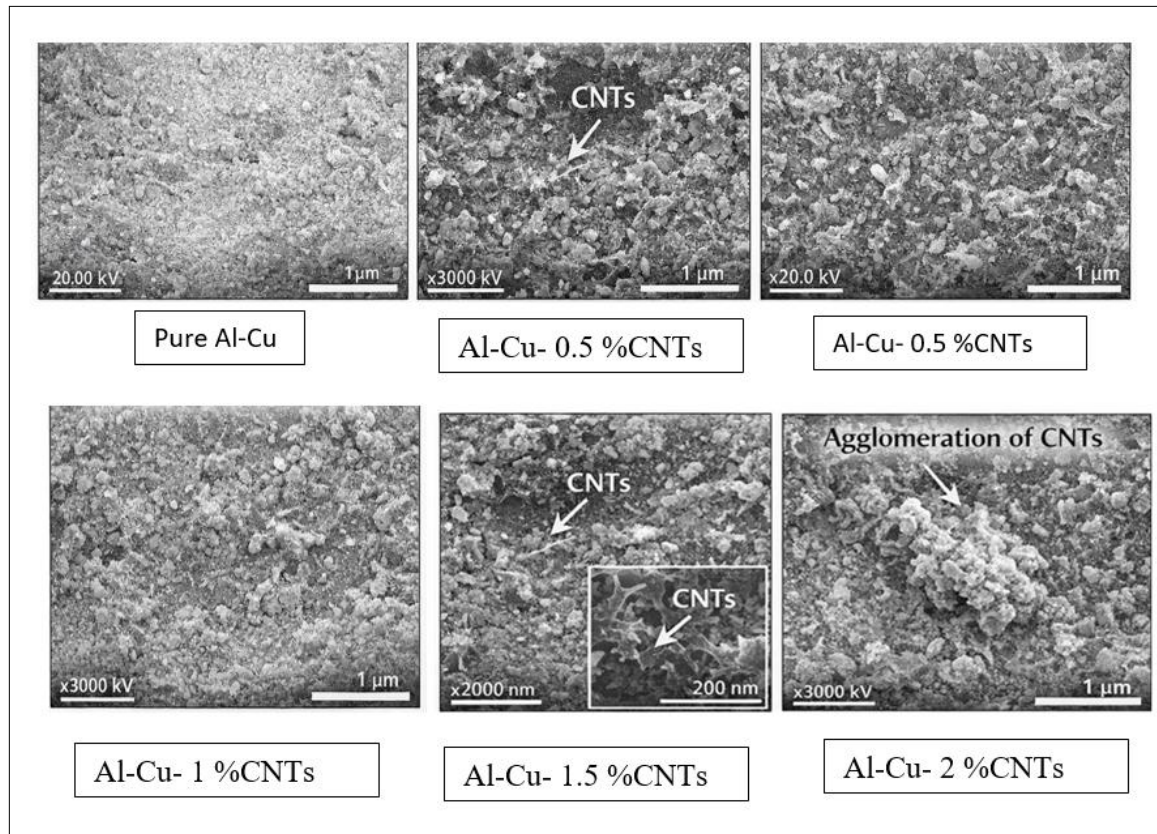 CNTs
20.00 kV
1 μm
x3000 kV
1 μm
x20.0 kV
1 μm
Pure Al-Cu
Al-Cu- 0.5 %CNTs
Al-Cu- 0.5 %CNTs
Agglomeration of CNTs
CNTs
CNTs
x3000 kV
1 μm
x2000 nm
200 nm
x3000 kV
1 μm
Al-Cu- 1 %CNTs
Al-Cu- 1.5 %CNTs
Al-Cu- 2 %CNTs